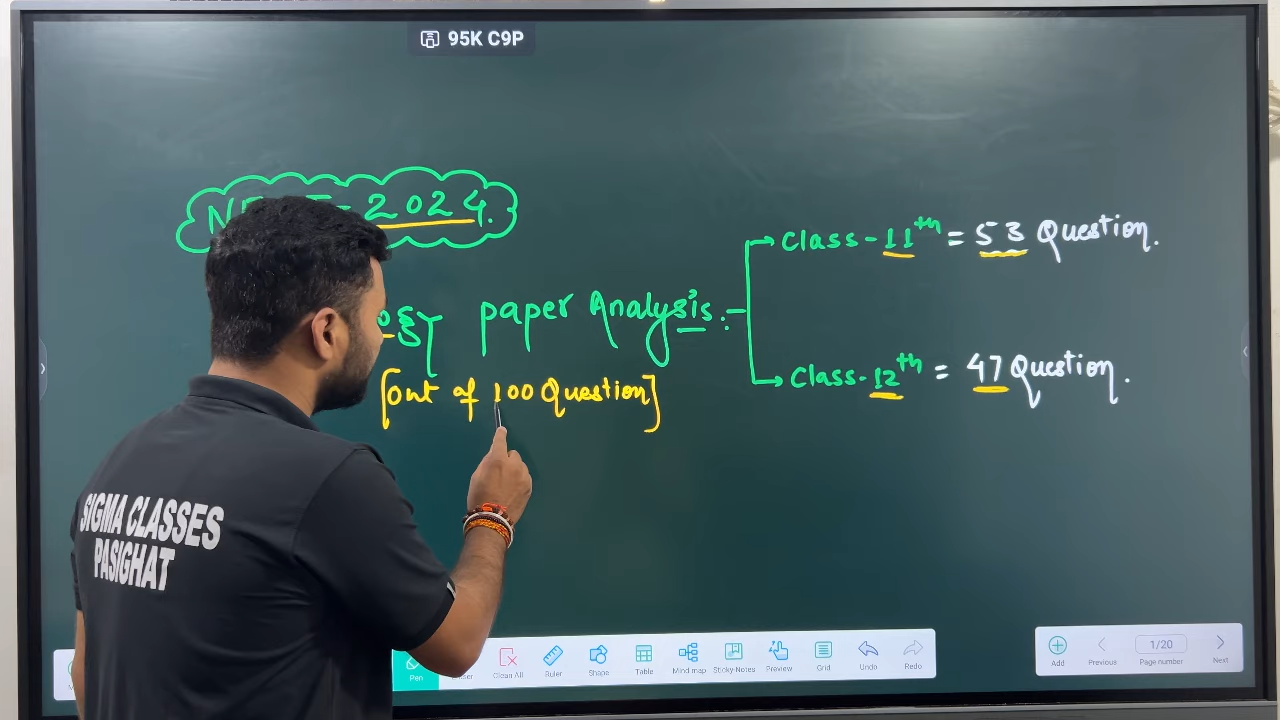 95K C9P
2024.
Class-11th = 53 Question.
paper Analysis:-
Class-12th = 47 Question.
[Out of 100 Question]
SIGMA CLASSES
PASIGHAT
Pen Clean All Ruler Shape Table Mind map Sticky Notes Preview Grid Undo Redo
Add Previous 1/20 Page number Next